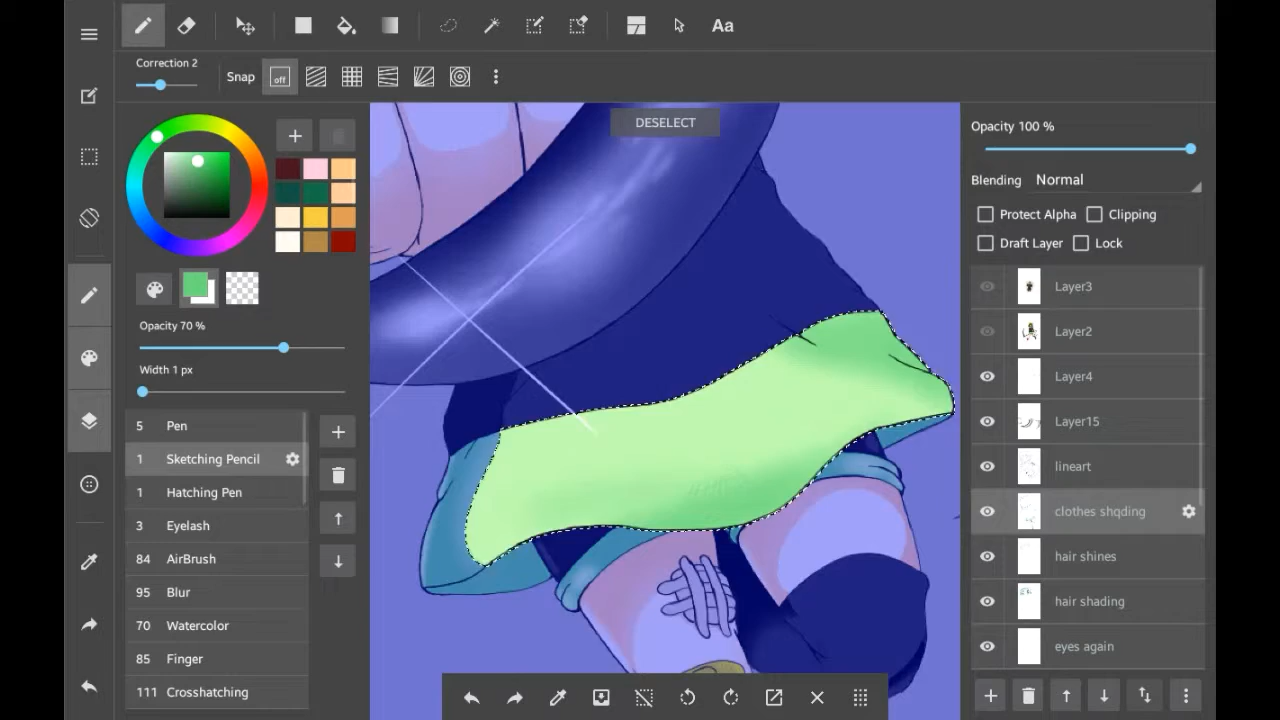 Aa
Correction 2
Snap
off
DESELECT
Opacity 70 %
Width 1 px
5 Pen
1 Sketching Pencil
1 Hatching Pen
3 Eyelash
84 AirBrush
95 Blur
70 Watercolor
85 Finger
111 Crosshatching
Opacity 100 %
Blending Normal
Protect Alpha Clipping
Draft Layer Lock
Layer3
Layer2
Layer4
Layer15
lineart
clothes shqding
hair shines
hair shading
eyes again